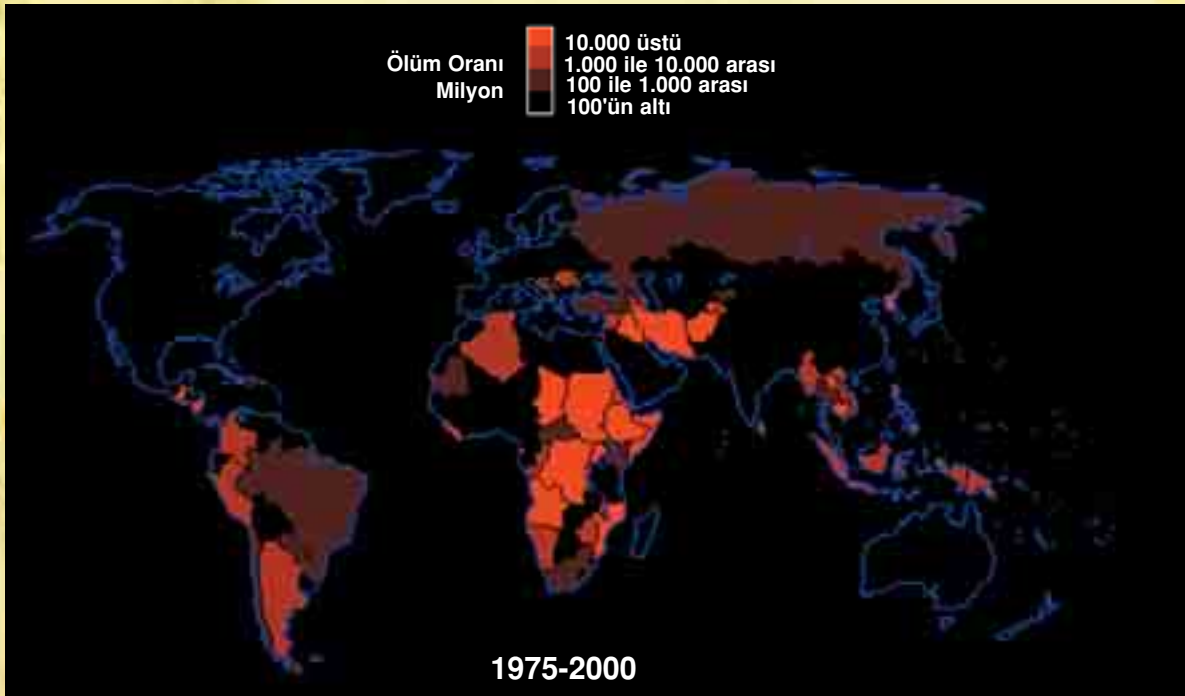 Ölüm Oranı
Milyon
10.000 üstü
1.000 ile 10.000 arası
100 ile 1.000 arası
100'ün altı
1975-2000